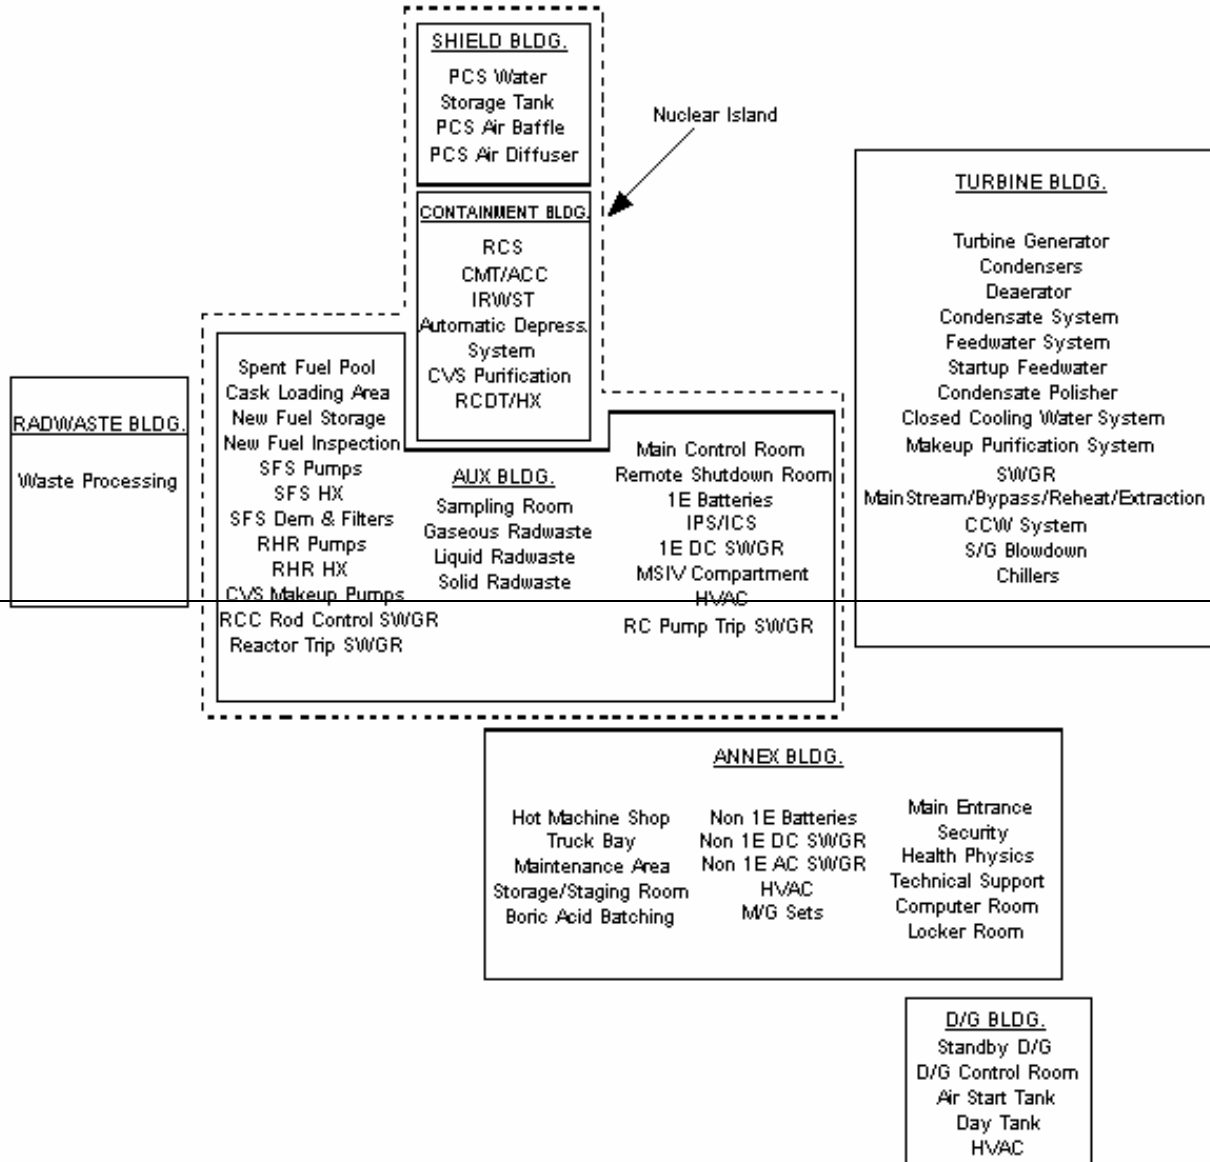 SHIELD BLDG.
PCS Water
Storage Tank
PCS Air Baffle
PCS Air Diffuser
Nuclear Island
CONTAINMENT BLDG.
RCS
CMT/ACC
IRWST
Automatic Depress.
System
CVS Purification
RCDT/HX
TURBINE BLDG.
Turbine Generator
Condensers
Deaerator
Condensate System
Feedwater System
Startup Feedwater
Condensate Polisher
Closed Cooling Water System
Makeup Purification System
SWGR
MainStream/Bypass/Reheat/Extraction
CCW System
S/G Blowdown
Chillers
RADWASTE BLDG.
Waste Processing
Spent Fuel Pool
Cask Loading Area
New Fuel Storage
New Fuel Inspection
SFS Pumps
SFS HX
SFS Dem & Filters
RHR Pumps
RHR HX
CVS Makeup Pumps
RCC Rod Control SWGR
Reactor Trip SWGR
AUX BLDG.
Sampling Room
Gaseous Radwaste
Liquid Radwaste
Solid Radwaste
Main Control Room
Remote Shutdown Room
1E Batteries
IPS/ICS
1E DC SWGR
MSIV Compartment
HVAC
RC Pump Trip SWGR
ANNEX BLDG.
Hot Machine Shop
Truck Bay
Maintenance Area
Storage/Staging Room
Boric Acid Batching
Non 1E Batteries
Non 1E DC SWGR
Non 1E AC SWGR
HVAC
M/G Sets
Main Entrance
Security
Health Physics
Technical Support
Computer Room
Locker Room
D/G BLDG.
Standby D/G
D/G Control Room
Air Start Tank
Day Tank
HVAC